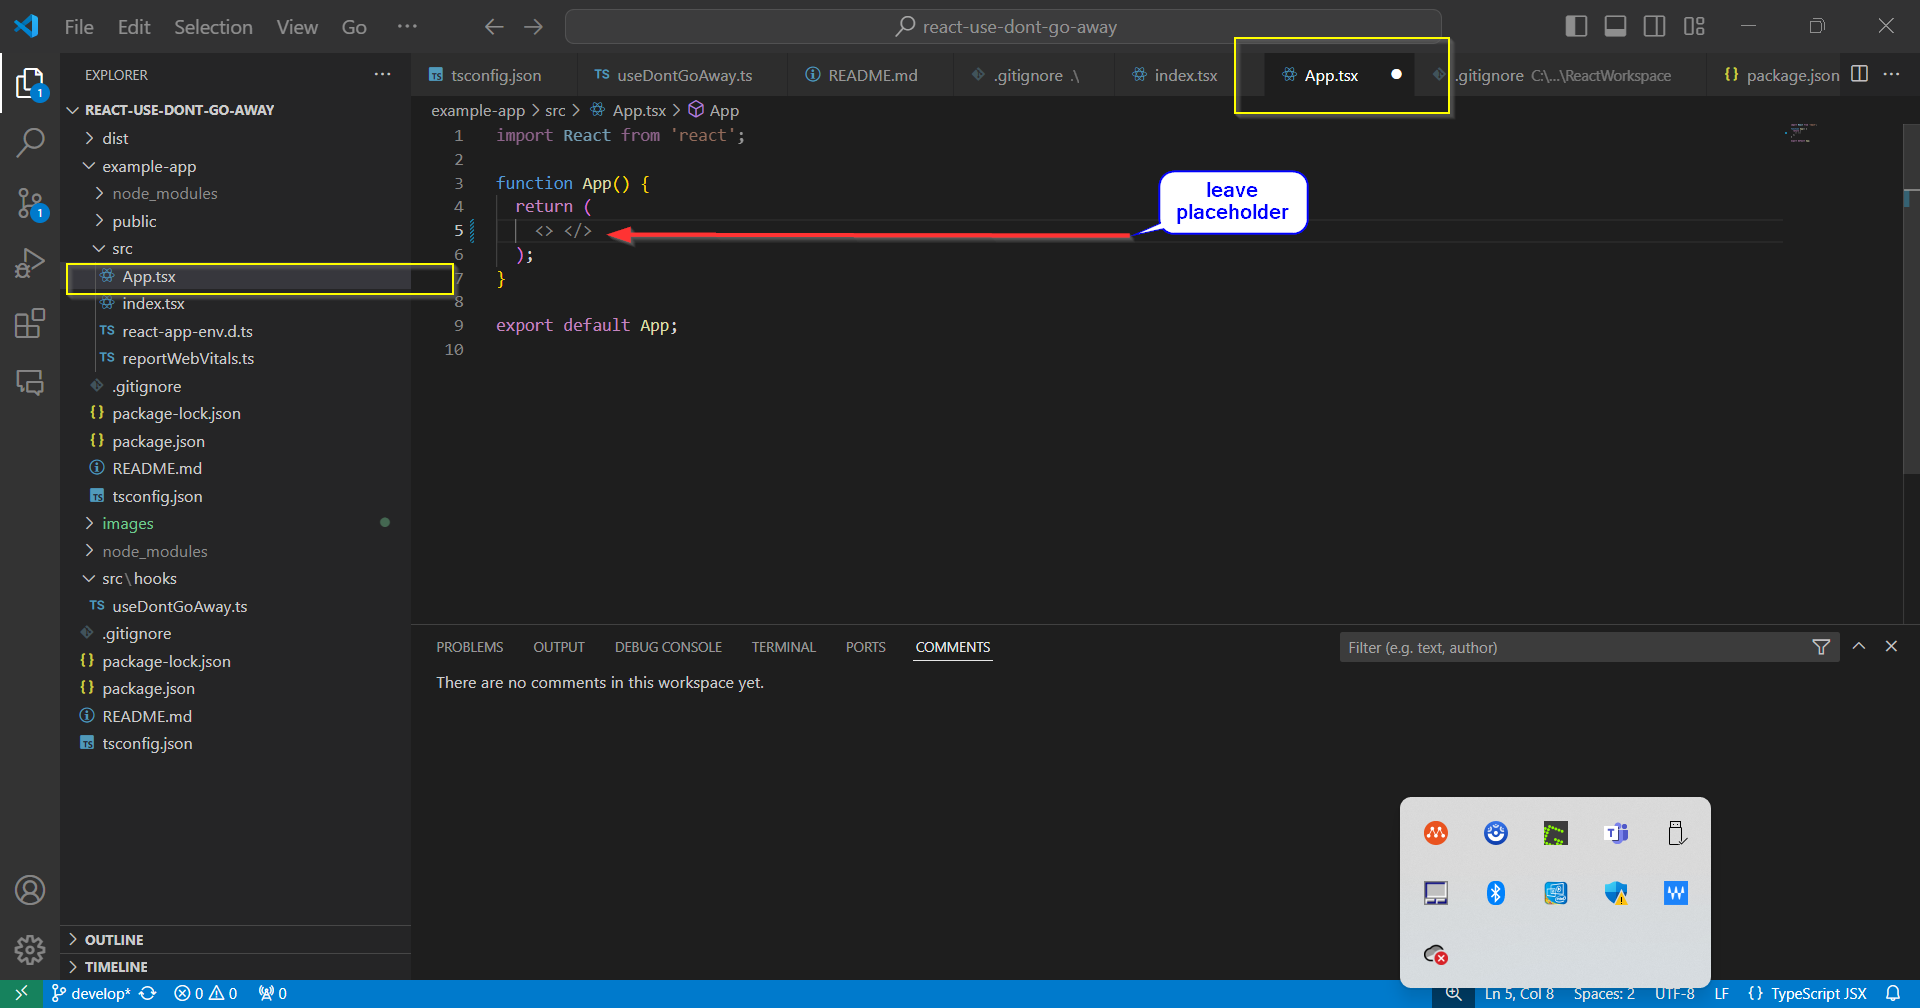 File Edit Selection View Go ··· react-use-dont-go-away
EXPLORER ···
REACT-USE-DONT-GO-AWAY
dist
example-app
node_modules
public
src
App.tsx
index.tsx
TS react-app-env.d.ts
TS reportWebVitals.ts
.gitignore
{} package-lock.json
{} package.json
README.md
TS tsconfig.json
images
node_modules
src\hooks
TS useDontGoAway.ts
.gitignore
{} package-lock.json
{} package.json
README.md
TS tsconfig.json
OUTLINE
TIMELINE
TS tsconfig.json TS useDontGoAway.ts README.md .gitignore .\ index.tsx App.tsx .gitignore C:\...\ReactWorkspace {} package.json ···
example-app > src > App.tsx > App
1 import React from 'react';
2
3 function App() {
4 return (
5 <> </>
6 );
7 }
8
9 export default App;
10
leave
placeholder
PROBLEMS OUTPUT DEBUG CONSOLE TERMINAL PORTS COMMENTS Filter (e.g. text, author)
There are no comments in this workspace yet.
1
1
develop* 0 0 0 Ln 5, Col 8 Spaces: 2 UTF-8 LF {} TypeScript JSX